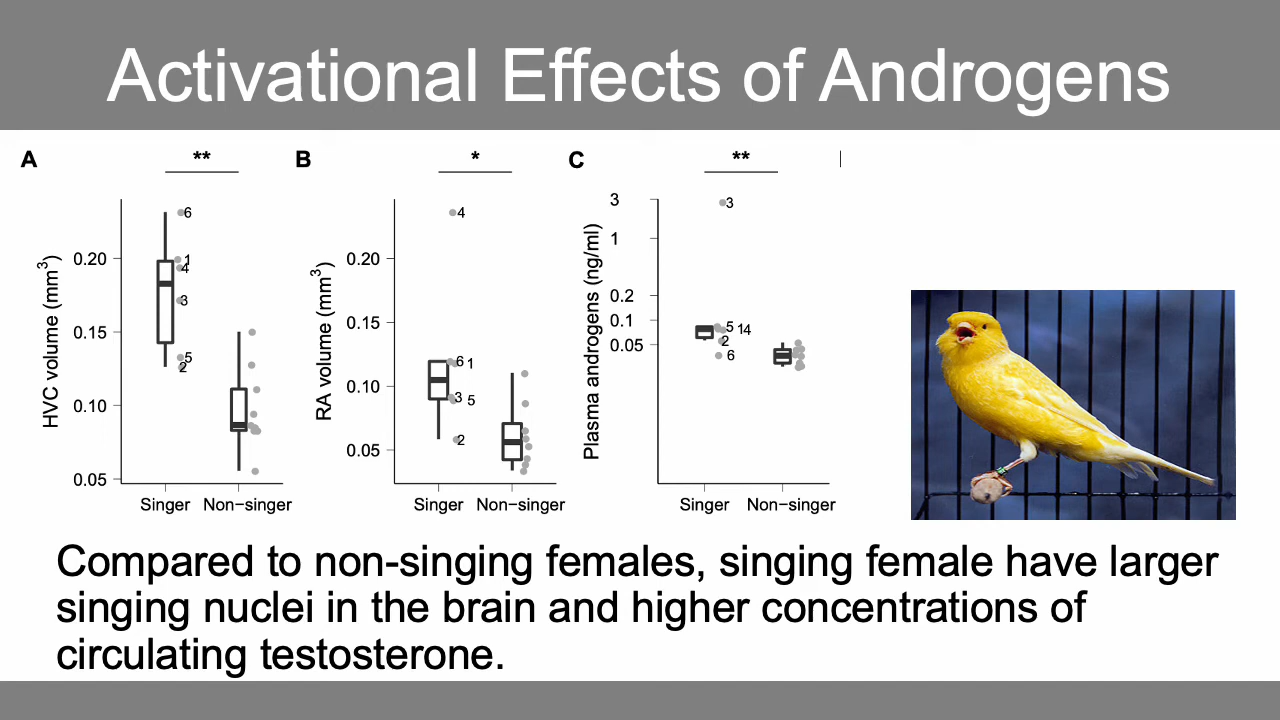 Activational Effects of Androgens
A
**
HVC volume (mm³)
0.20
0.15
0.10
0.05
6
1
4
3
5
2
Singer
Non−singer
B
*
RA volume (mm³)
0.20
0.15
0.10
0.05
4
6 1
3 5
2
Singer
Non−singer
C
**
Plasma androgens (ng/ml)
3
1
0.2
0.1
0.05
3
5 14
2
6
Singer
Non−singer
Compared to non-singing females, singing female have larger
singing nuclei in the brain and higher concentrations of
circulating testosterone.